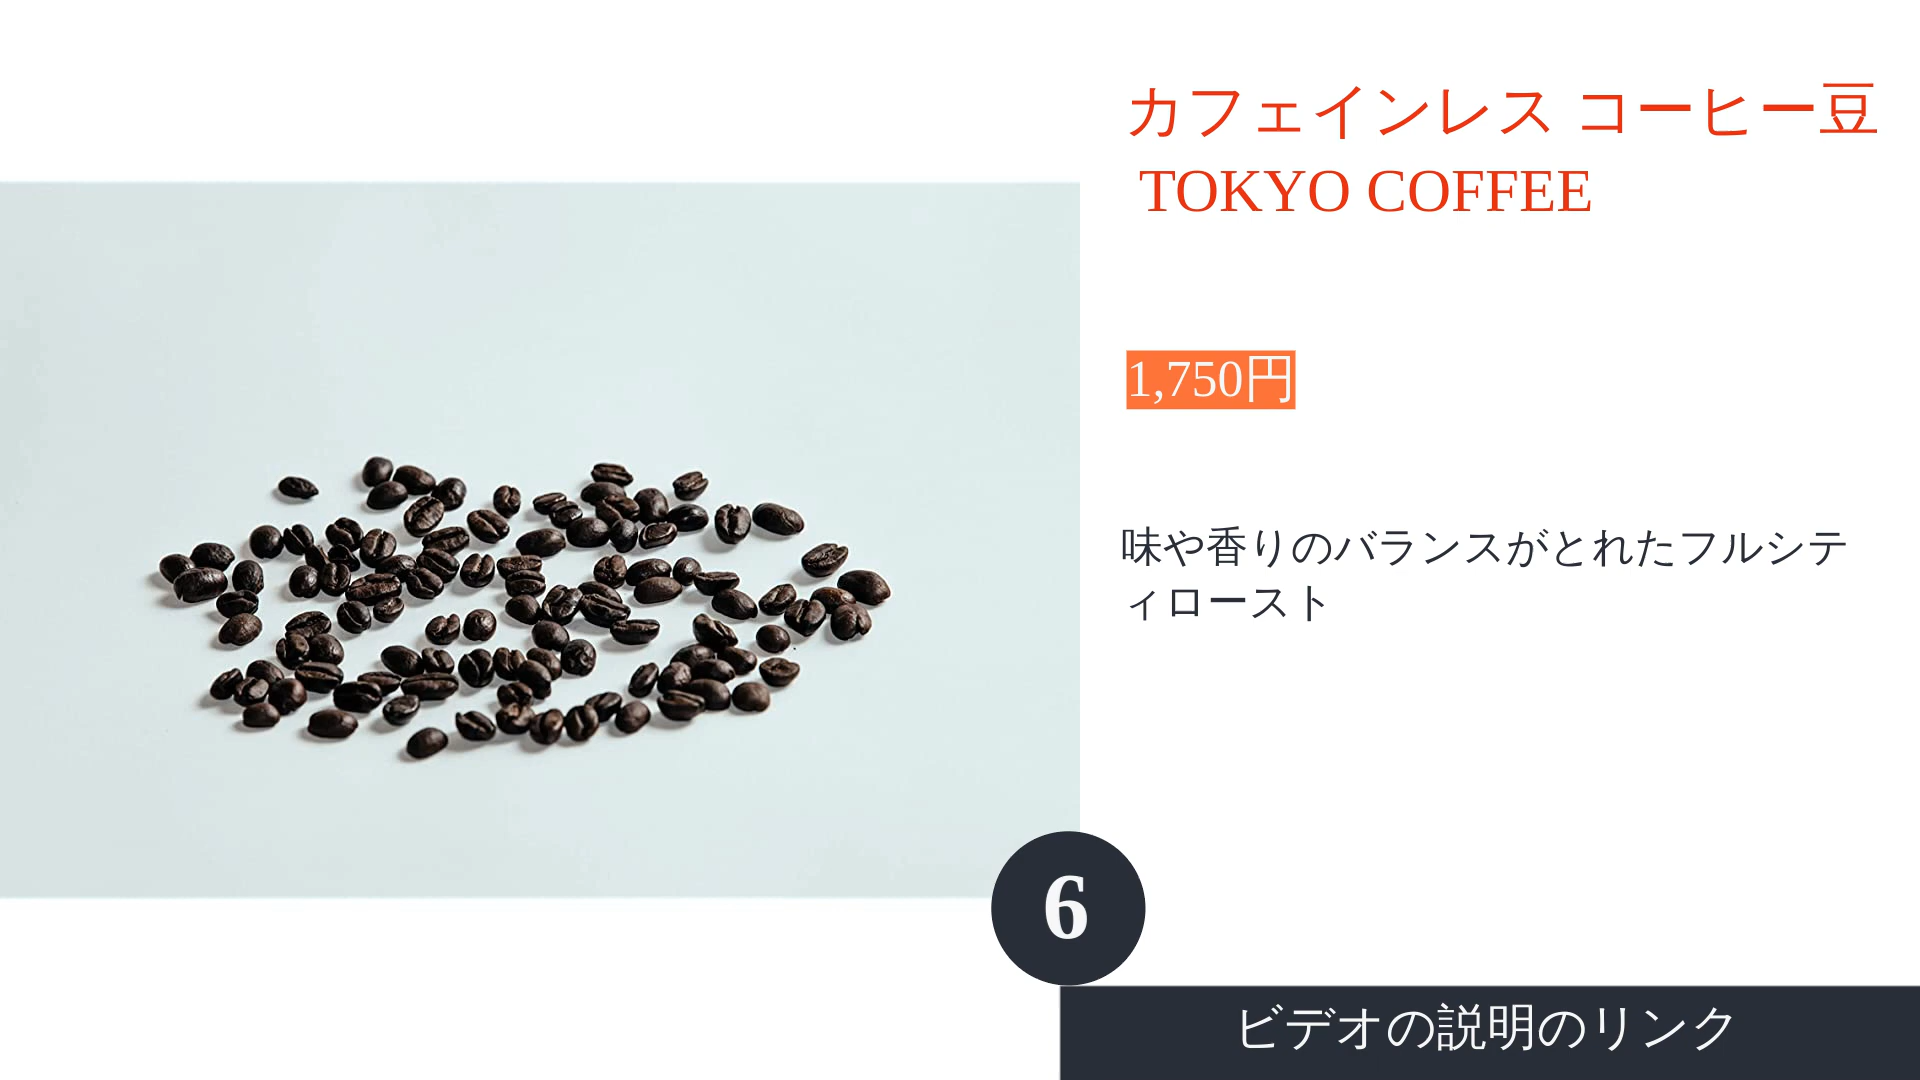 カフェインレス コーヒー豆
TOKYO COFFEE
1,750円
味や香りのバランスがとれたフルシテ
ィロースト
6
ビデオの説明のリンク